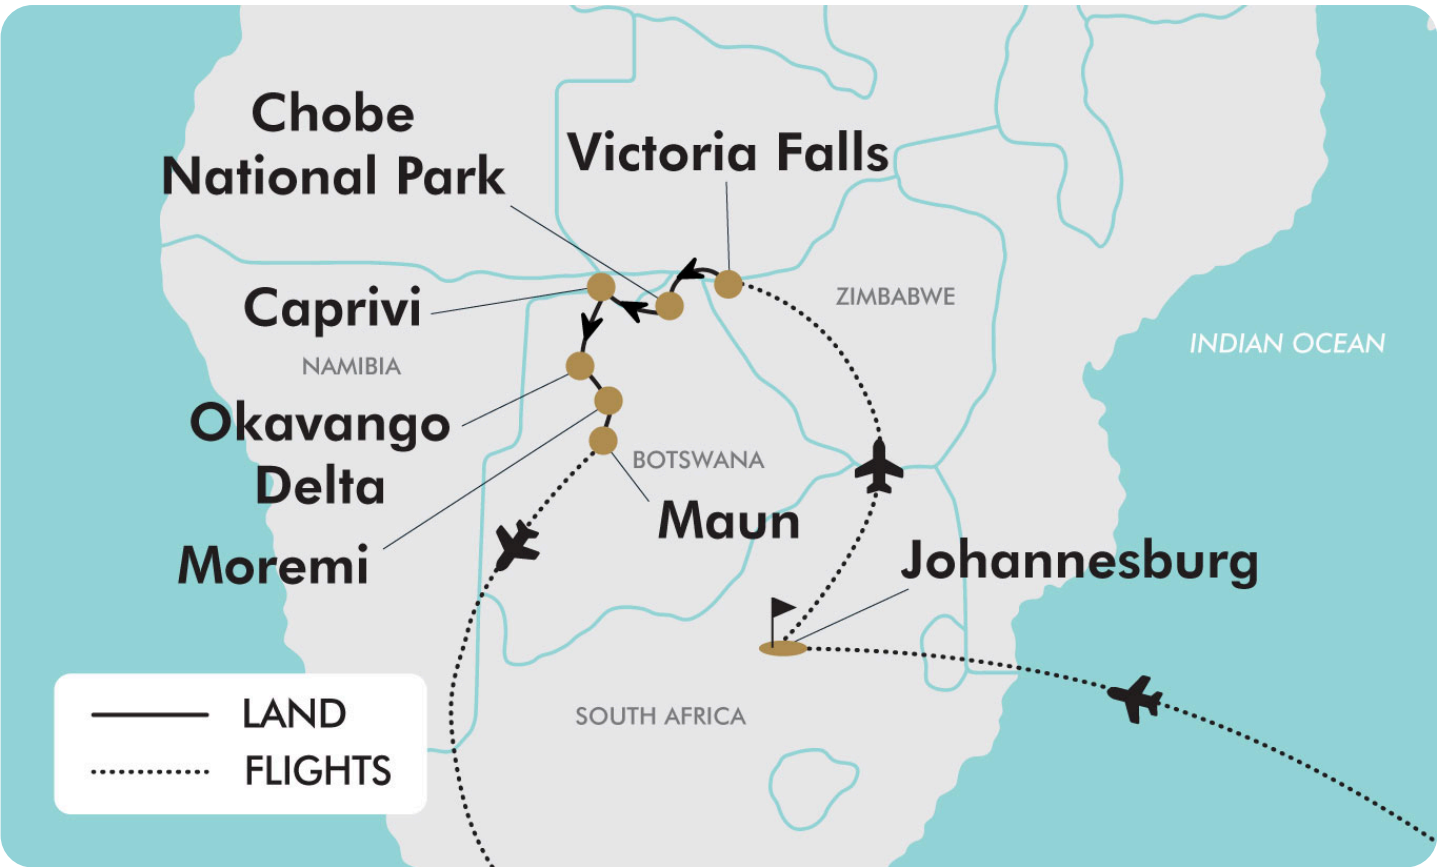 Chobe
National Park
Victoria Falls
Caprivi
ZIMBABWE
INDIAN OCEAN
NAMIBIA
Okavango
Delta
BOTSWANA
Maun
Moremi
Johannesburg
SOUTH AFRICA
LAND
FLIGHTS